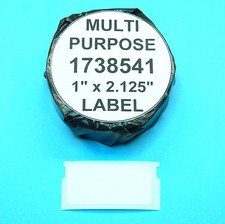 MULTI
PURPOSE
1738541
1" x 2.125"
LABEL